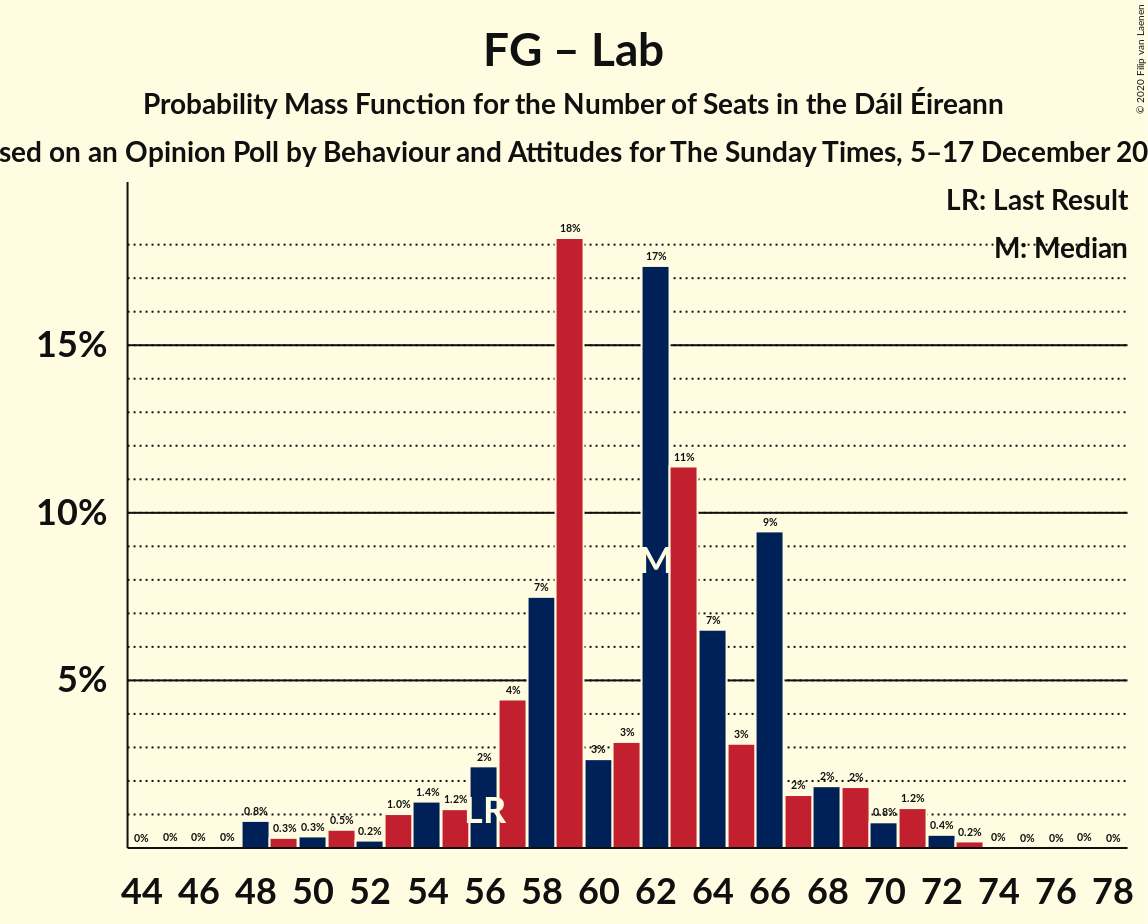 FG – Lab
Probability Mass Function for the Number of Seats in the Dáil Éireann
on an Opinion Poll by Behaviour and Attitudes for The Sunday Times, 5–17 December
© 2020 Filip van Laenen
LR: Last Result
M: Median
15%
10%
5%
0% 0% 0% 0% 0.8% 0.3% 0.3% 0.5% 0.2% 1.0% 1.4% 1.2% 2% 4% 7% 18% 3% 3% 17% 11% 7% 3% 9% 2% 2% 2% 0.8% 1.2% 0.4% 0.2% 0% 0% 0% 0% 0%
LR
M
44 46 48 50 52 54 56 58 60 62 64 66 68 70 72 74 76 78